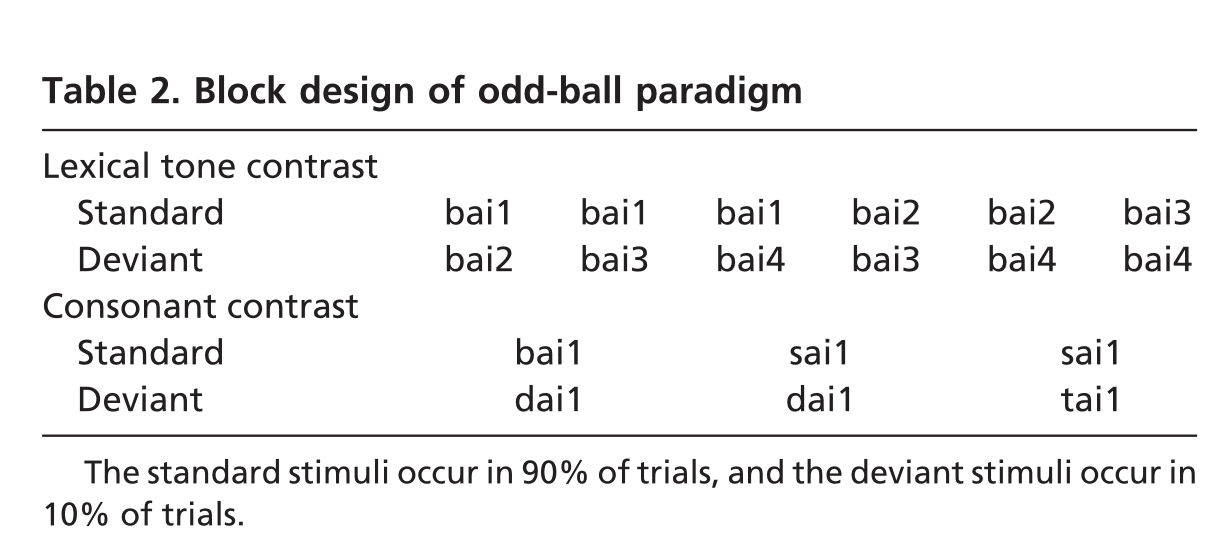 Table 2. Block design of odd-ball paradigm
Lexical tone contrast
Standard bai1 bai1 bai1 bai2 bai2 bai3
Deviant bai2 bai3 bai4 bai3 bai4 bai4
Consonant contrast
Standard bai1 sai1 sai1
Deviant dai1 dai1 tai1
The standard stimuli occur in 90% of trials, and the deviant stimuli occur in
10% of trials.